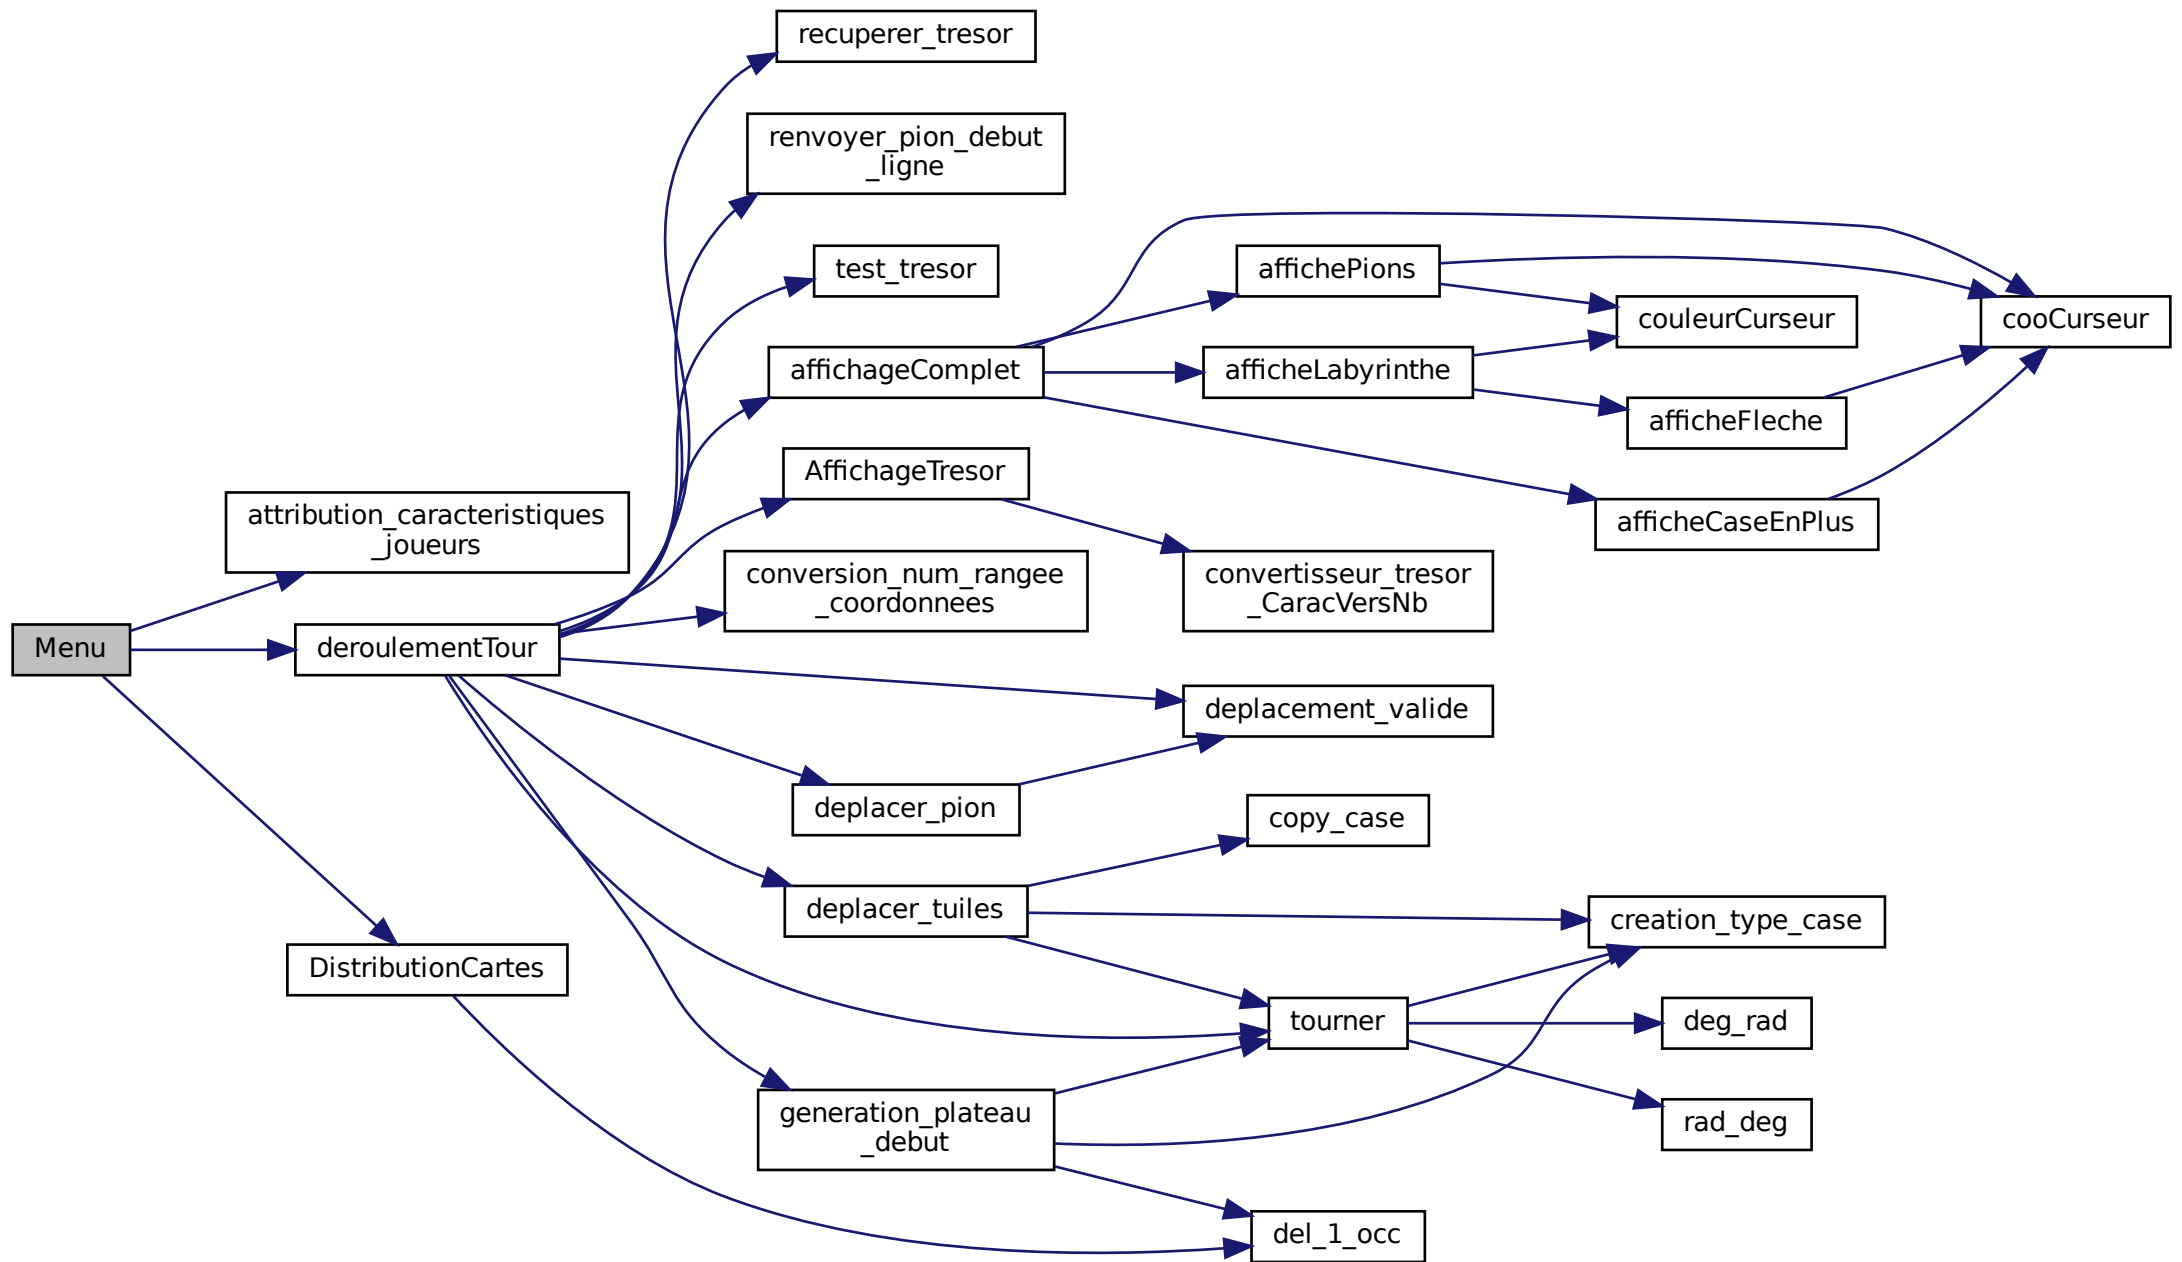 recuperer_tresor
renvoyer_pion_debut
_ligne
test_tresor
affichePions
couleurCurseur
cooCurseur
affichageComplet
afficheLabyrinthe
afficheFleche
AffichageTresor
afficheCaseEnPlus
attribution_caracteristiques
_joueurs
conversion_num_rangee
_coordonnees
convertisseur_tresor
_CaracVersNb
Menu
deroulementTour
deplacement_valide
deplacer_pion
copy_case
deplacer_tuiles
creation_type_case
DistributionCartes
tourner
deg_rad
generation_plateau
_debut
rad_deg
del_1_occ